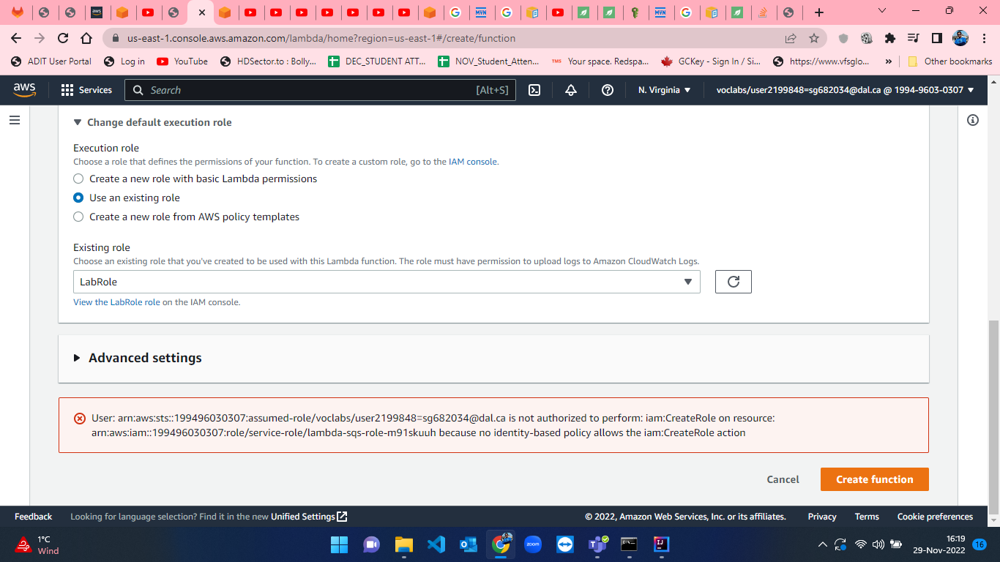 us-east-1.console.aws.amazon.com/lambda/home?region=us-east-1#/create/function
ADIT User Portal
Log in
YouTube
HDSector.to : Bolly...
DEC_STUDENT ATT...
NOV_Student_Atten...
TMS
Your space. Redspa...
GCKey - Sign In / Si...
https://www.vfsglo...
»
Other bookmarks
aws
Services
Search
[Alt+S]
N. Virginia
voclabs/user2199848=sg682034@dal.ca @ 1994-9603-0307
Change default execution role
Execution role
Choose a role that defines the permissions of your function. To create a custom role, go to the IAM console.
Create a new role with basic Lambda permissions
Use an existing role
Create a new role from AWS policy templates
Existing role
Choose an existing role that you've created to be used with this Lambda function. The role must have permission to upload logs to Amazon CloudWatch Logs.
LabRole
View the LabRole role on the IAM console.
Advanced settings
User: arn:aws:sts::199496030307:assumed-role/voclabs/user2199848=sg682034@dal.ca is not authorized to perform: iam:CreateRole on resource:
arn:aws:iam::199496030307:role/service-role/lambda-sqs-role-m91skuuh because no identity-based policy allows the iam:CreateRole action
Cancel
Create function
Feedback
Looking for language selection? Find it in the new Unified Settings
© 2022, Amazon Web Services, Inc. or its affiliates.
Privacy
Terms
Cookie preferences
1°C
Wind
zoom
16:19
29-Nov-2022
16